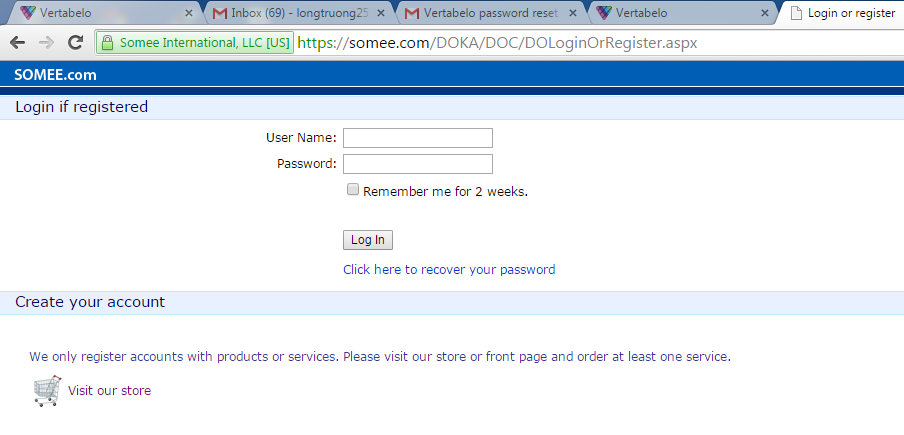 Vertabelo
Inbox (69) - longtruong25
Vertabelo password reset
Vertabelo
Login or register
Somee International, LLC [US] https://somee.com/DOKA/DOC/DOLoginOrRegister.aspx
SOMEE.com
Login if registered
User Name:
Password:
Remember me for 2 weeks.
Log In
Click here to recover your password
Create your account
We only register accounts with products or services. Please visit our store or front page and order at least one service.
Visit our store